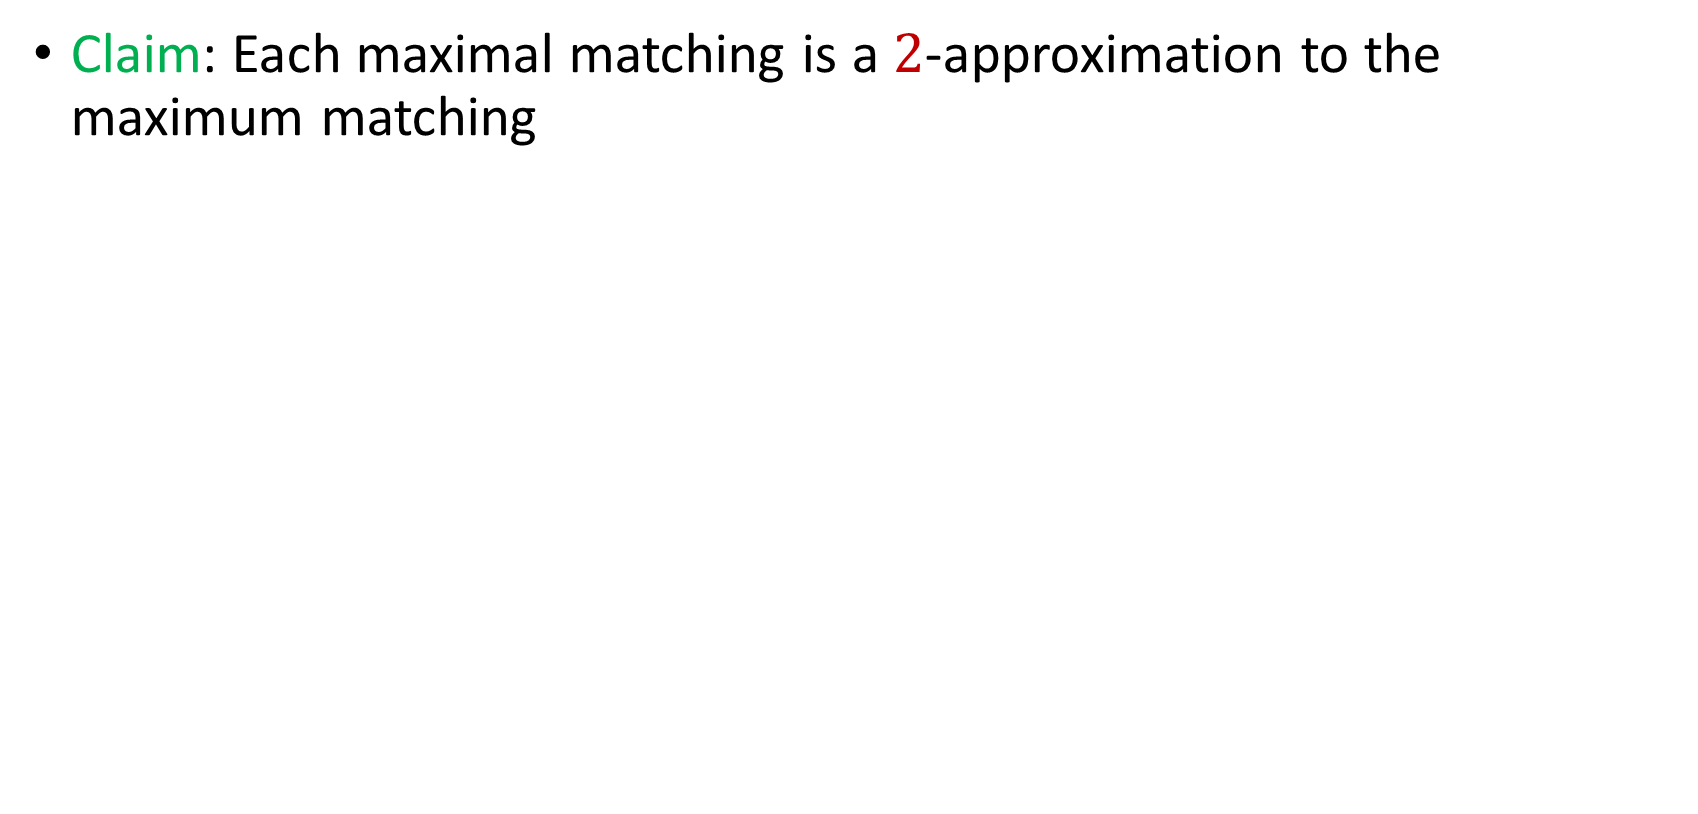 • Claim: Each maximal matching is a 2-approximation to the
maximum matching